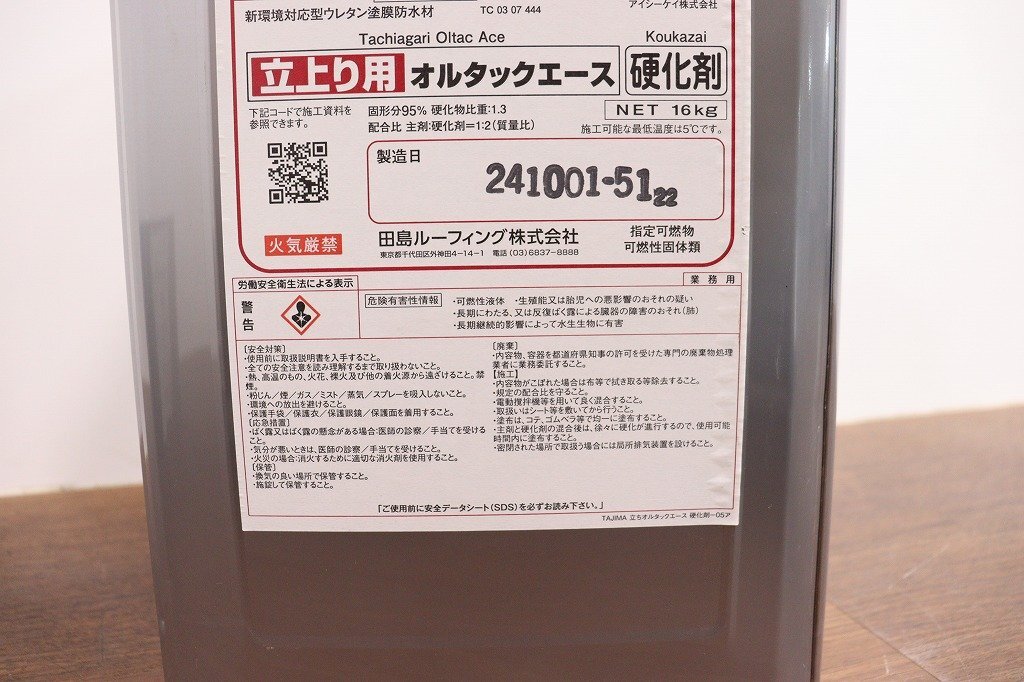 新環境対応型ウレタン塗膜防水材
TC 03 07 444
アイシーケイ株式会社
Tachiagari Oltac Ace
Koukazai
立上り用 オルタックエース 硬化剤
下記コードで施工資料を
参照できます。
固形分95% 硬化物比重:1.3
配合比 主剤:硬化剤=1:2(質量比)
NET 16kg
施工可能な最低温度は5℃です。
製造日
241001-51 22
火気厳禁
田島ルーフィング株式会社
東京都千代田区外神田4-14-1 電話(03)6837-8888
指定可燃物
可燃性固体類
労働安全衛生法による表示
業務用
警告
危険有害性情報
・可燃性液体 ・生殖能又は胎児への悪影響のおそれの疑い
・長期にわたる、又は反復ばく露による臓器の障害のおそれ(肺)
・長期継続的影響によって水生生物に有害
[安全対策]
・使用前に取扱説明書を入手すること。
・全ての安全注意を読み理解するまで取り扱わないこと。
・熱、高温のもの、火花、裸火及び他の着火源から遠ざけること。禁
煙。
・粉じん/煙/ガス/ミスト/蒸気/スプレーを吸入しないこと。
・環境への放出を避けること。
・保護手袋/保護衣/保護眼鏡/保護面を着用すること。
[応急措置]
・ばく露又はばく露の懸念がある場合:医師の診察/手当てを受ける
こと。
・気分が悪いときは、医師の診察/手当てを受けること。
・火災の場合:消火するために適切な消火剤を使用すること。
[保管]
・換気の良い場所で保管すること。
・施錠して保管すること。
[廃棄]
・内容物、容器を都道府県知事の許可を受けた専門の廃棄物処理
業者に業務委託すること。
【施工】
・内容物がこぼれた場合は布等で拭き取る等除去すること。
・規定の配合比を守ること。
・電動撹拌機等を用いて良く混合すること。
・取扱いはシート等を敷いてから行うこと。
・塗布は、コテ、ゴムベラ等で均一に塗布すること。
・主剤と硬化剤の混合後は、徐々に硬化が進行するので、使用可能
時間内に塗布すること。
・密閉された場所で取扱う場合には局所排気装置を設けること。
「ご使用前に安全データシート(SDS)を必ずお読み下さい。」
TAJIMA 立ちオルタックエース 硬化剤-05ア